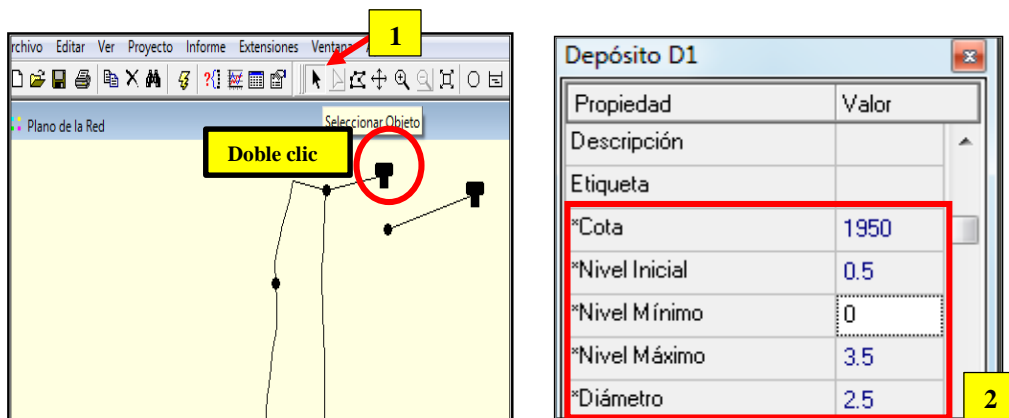 1
rchivo Editar Ver Proyecto Informe Extensiones Ventana
Plano de la Red
Seleccionar Objeto
Doble clic
Depósito D1
Propiedad Valor
Descripción
Etiqueta
*Cota 1950
*Nivel Inicial 0.5
*Nivel Mínimo 0
*Nivel Máximo 3.5
*Diámetro 2.5
2